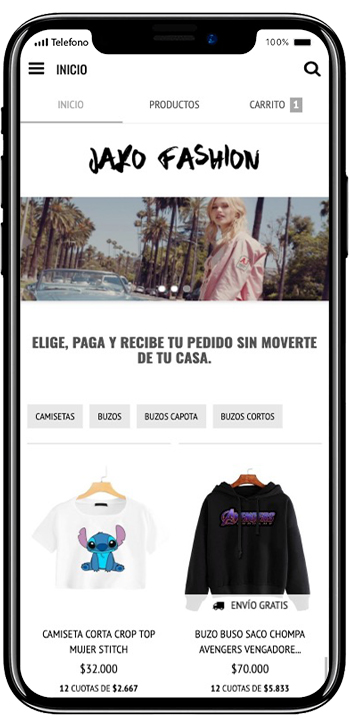 Telefono
100%
INICIO
INICIO PRODUCTOS CARRITO 1
JAKO FASHION
ELIGE, PAGA Y RECIBE TU PEDIDO SIN MOVERTE
DE TU CASA.
CAMISETAS BUZOS BUZOS CAPOTA BUZOS CORTOS
AVENGERS
ENVÍO GRATIS
CAMISETA CORTA CROP TOP
MUJER STITCH
$32.000
12 CUOTAS DE $2.667
BUZO BUSO SACO CHOMPA
AVENGERS VENGADORE...
$70.000
12 CUOTAS DE $5.833